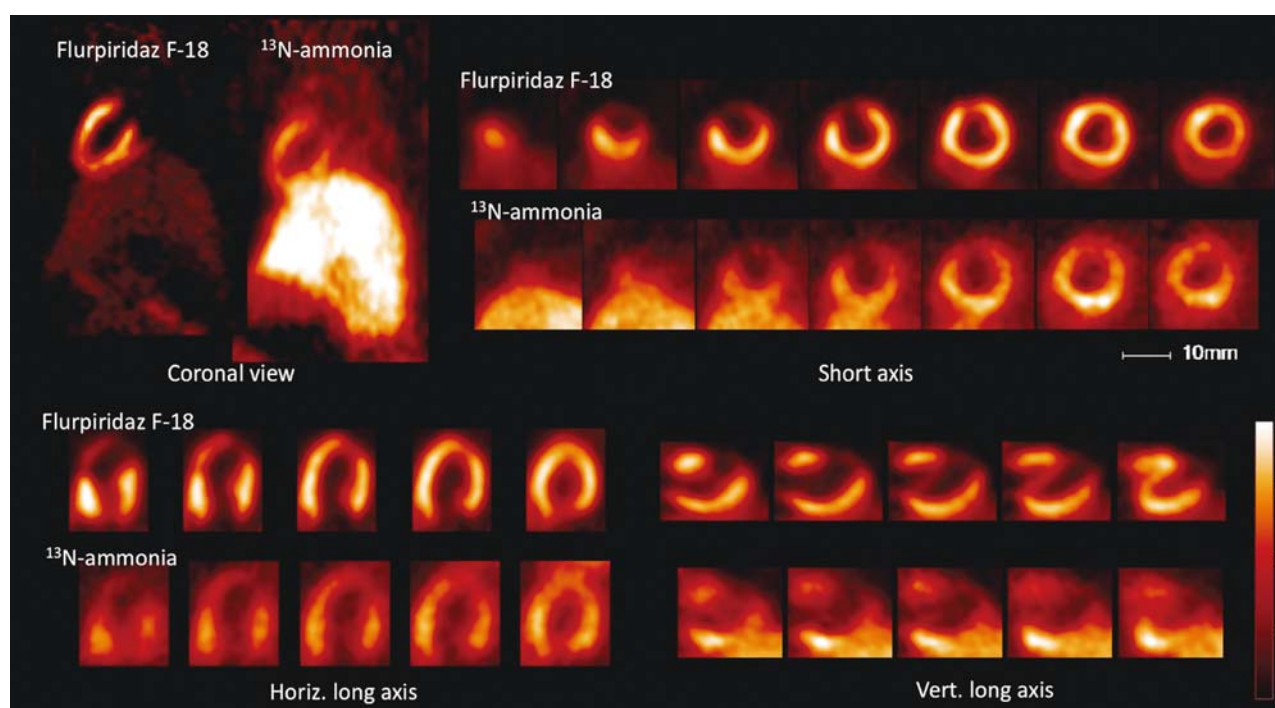 Flurpiridaz F-18
¹³N-ammonia
Coronal view
Flurpiridaz F-18
¹³N-ammonia
10mm
Short axis
Flurpiridaz F-18
¹³N-ammonia
Horiz. long axis
Vert. long axis